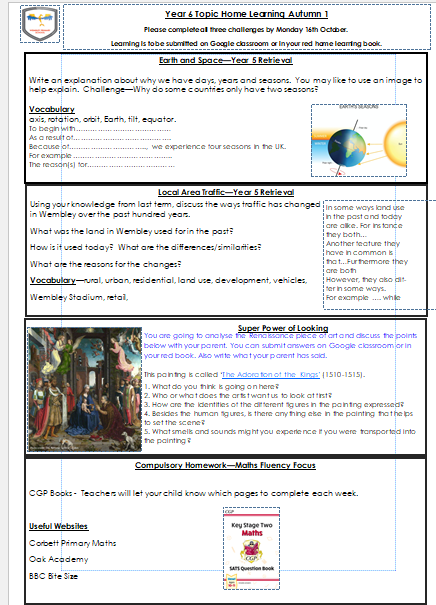 Year 6 Topic Home Learning Autumn 1
Please complete all three challenges by Monday 16th October.
Learning is to be submitted on Google classroom or in your red home learning book.
Earth and Space—Year 5 Retrieval
Write an explanation about why we have days, years and seasons. You may like to use an image to
help explain. Challenge—Why do some countries only have two seasons?
Vocabulary
axis, rotation, orbit, Earth, tilt, equator.
To begin with
As a result of
Because of we experience four seasons in the UK.
For example
The reason(s) for
EARTH'S SEASONS
Local Area Traffic—Year 5 Retrieval
Using your knowledge from last term, discuss the ways traffic has changed
in Wembley over the past hundred years.
What was the land in Wembley used for in the past?
How is it used today? What are the differences/similarities?
What are the reasons for the changes?
Vocabulary—rural, urban, residential, land use, development, vehicles,
Wembley Stadium, retail,
In some ways land use
in the past and today
are alike. For instance
they both...
Another feature they
have in common is
that...Furthermore they
are both
However, they also dif-
fer in some ways.
For example .... while
Super Power of Looking
You are going to analyse the Renaissance piece of art and discuss the points
below with your parent. You can submit answers on Google classroom or in
your red book. Also write what your parent has said.
This painting is called 'The Adoration of the Kings' (1510-1515).
1. What do you think is going on here?
2. Who or what does the artist want us to look at first?
3. How are the identities of the different figures in the painting expressed?
4. Besides the human figures, is there anything else in the painting that helps
to set the scene?
5. What smells and sounds might you experience if you were transported into
the painting?
Compulsory Homework—Maths Fluency Focus
CGP Books - Teachers will let your child know which pages to complete each week.
Useful Websites
Corbett Primary Maths
Oak Academy
BBC Bite Size
CGP
Key Stage Two
Maths
CGP
SATS Question Book